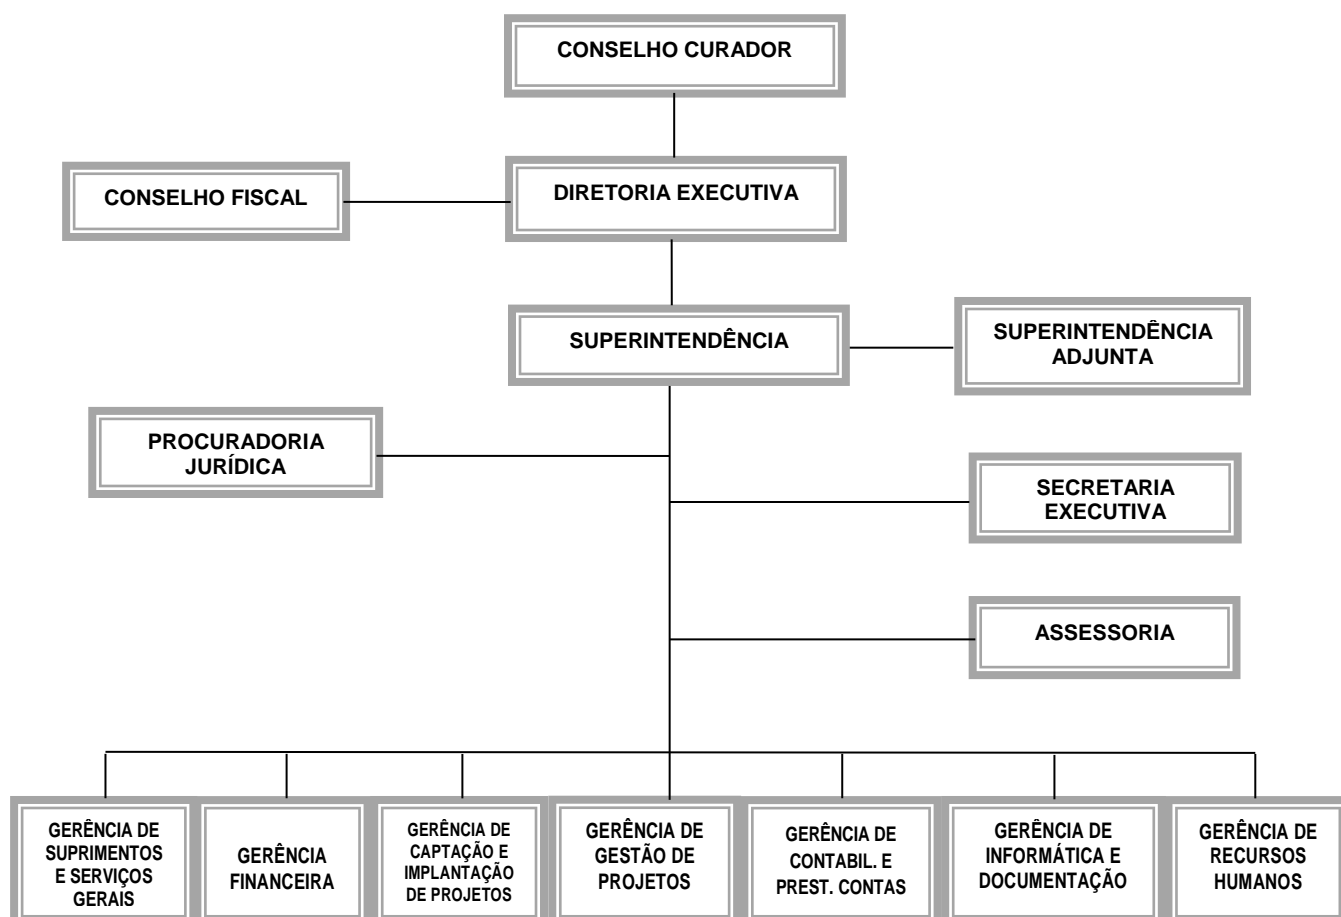 CONSELHO CURADOR
CONSELHO FISCAL
DIRETORIA EXECUTIVA
SUPERINTENDÊNCIA
SUPERINTENDÊNCIA
ADJUNTA
PROCURADORIA
JURÍDICA
SECRETARIA
EXECUTIVA
ASSESSORIA
GERÊNCIA DE
SUPRIMENTOS
E SERVIÇOS
GERAIS
GERÊNCIA
FINANCEIRA
GERÊNCIA DE
CAPTAÇÃO E
IMPLANTAÇÃO
DE PROJETOS
GERÊNCIA DE
GESTÃO DE
PROJETOS
GERÊNCIA DE
CONTABIL. E
PREST. CONTAS
GERÊNCIA DE
INFORMÁTICA E
DOCUMENTAÇÃO
GERÊNCIA DE
RECURSOS
HUMANOS